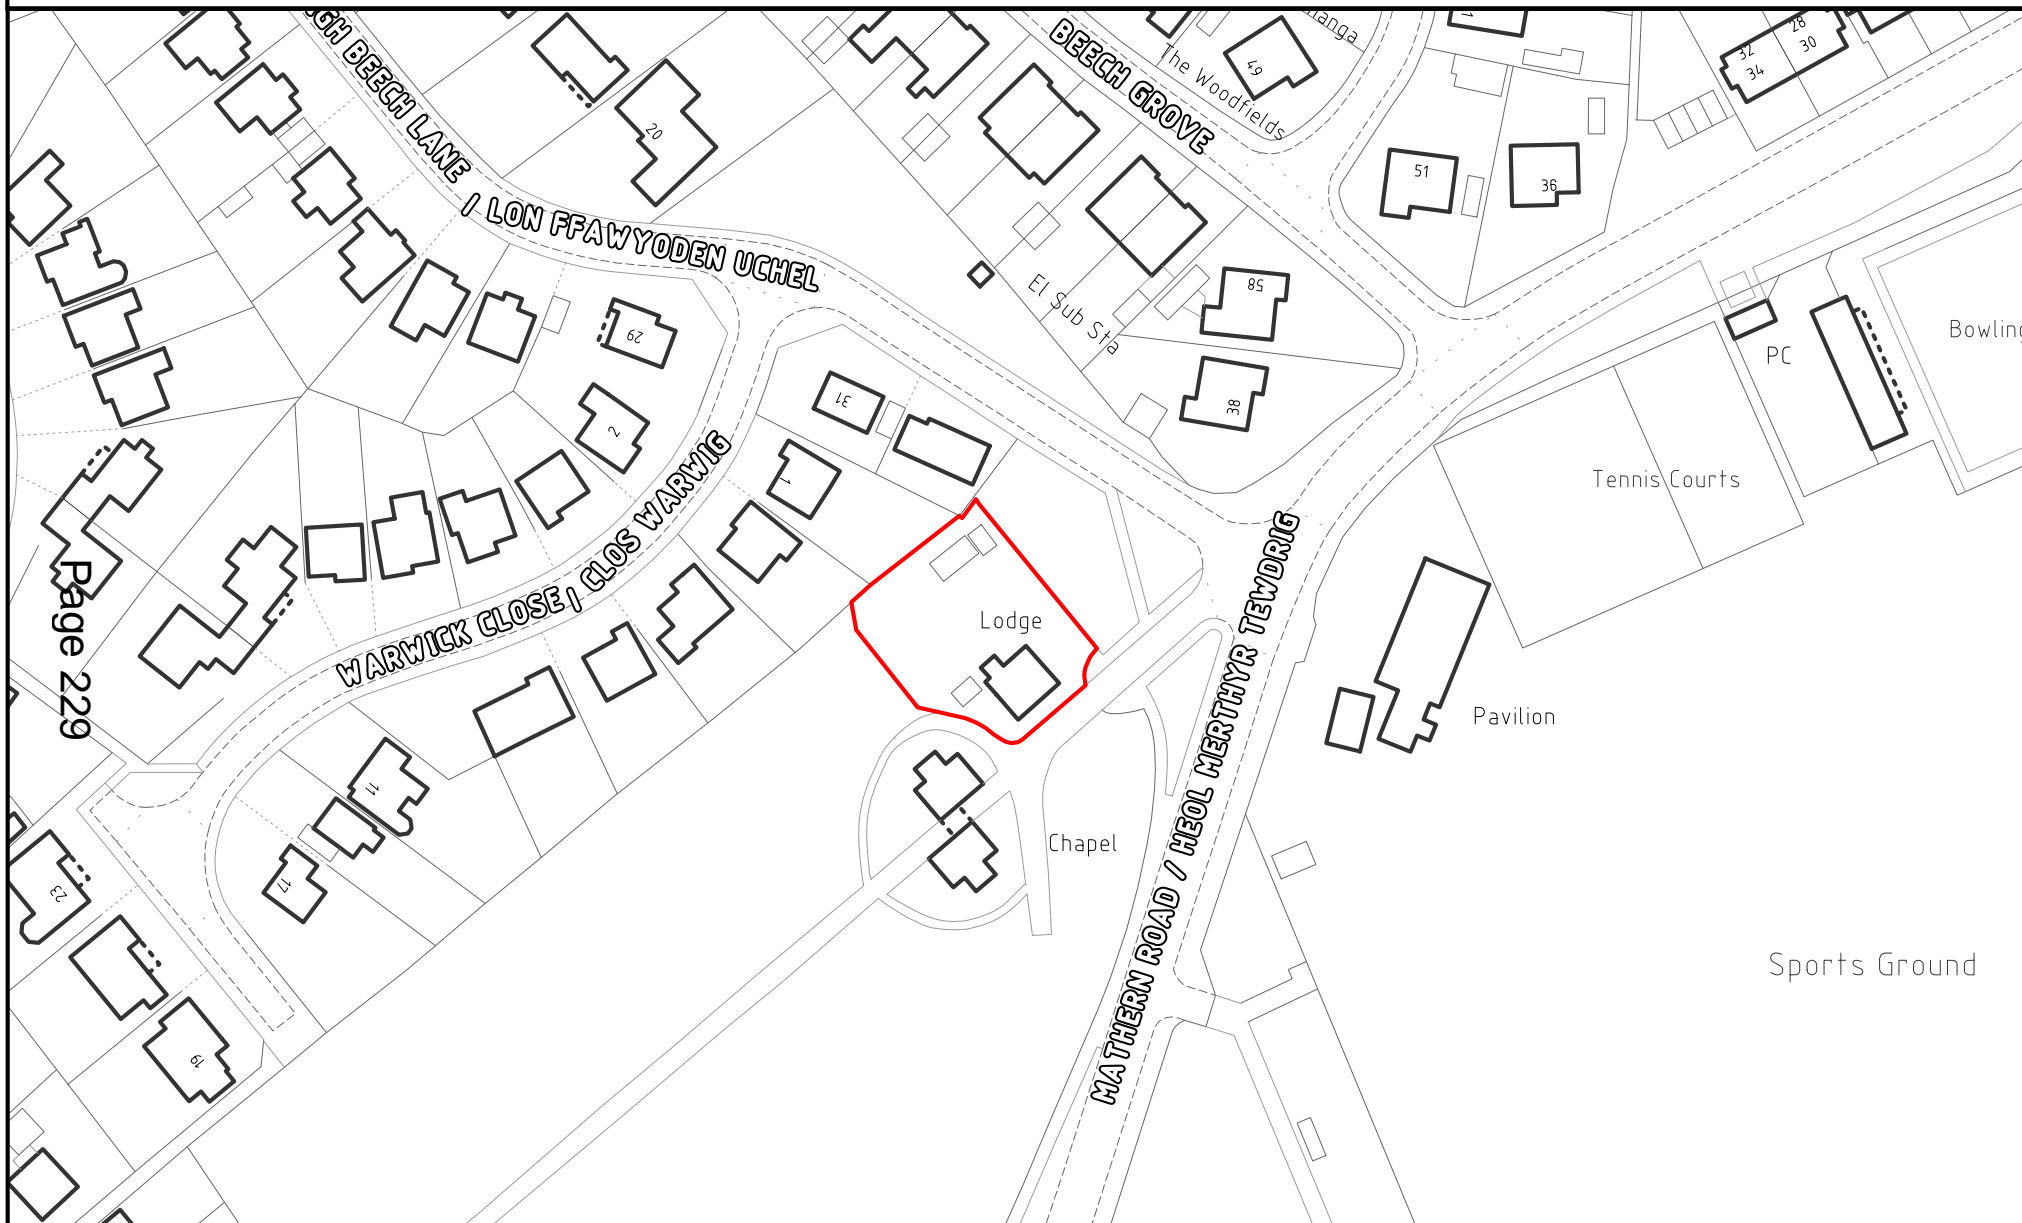 GH BEECH LANE
/ LON FFAWYODEN UCHEL
BEECH GROVE
The Woodfields
49
51
36
32
34
28
30
20
El Sub Sta
58
38
PC
Bowling
Tennis Courts
29
2
31
1
WARWICK CLOSE / CLOS WARWIG
Lodge
MATHERN ROAD / HEOL MERTHYR TEWDRIG
Pavilion
Chapel
11
17
23
19
Sports Ground
Page 229